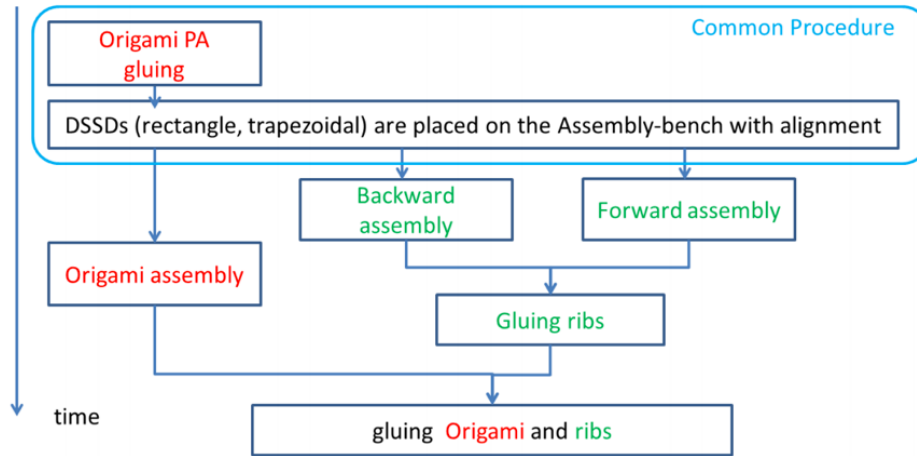 Common Procedure
Origami PA
gluing
DSSDs (rectangle, trapezoidal) are placed on the Assembly-bench with alignment
Backward
assembly
Forward assembly
Origami assembly
Gluing ribs
time
gluing Origami and ribs